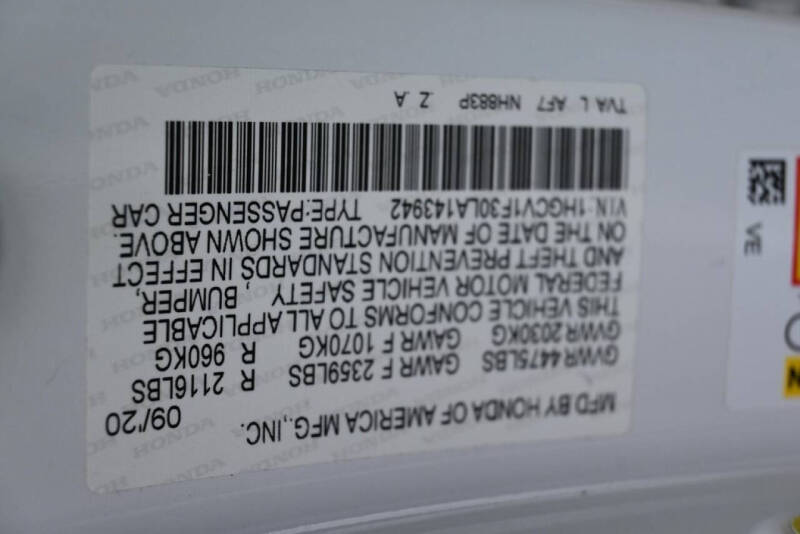 MFD BY HONDA OF AMERICA MFG.,INC. 09/20
GVWR 4475LBS GAWR F 2359LBS R 2116LBS
GVWR 2030KG GAWR F 1070KG R 960KG
THIS VEHICLE CONFORMS TO ALL APPLICABLE
FEDERAL MOTOR VEHICLE SAFETY , BUMPER,
AND THEFT PREVENTION STANDARDS IN EFFECT
ON THE DATE OF MANUFACTURE SHOWN ABOVE.
VIN:1HGCV1F30LA143942 TYPE:PASSENGER CAR
TVA L AF7 NH883P Z .A
HONDA
VE